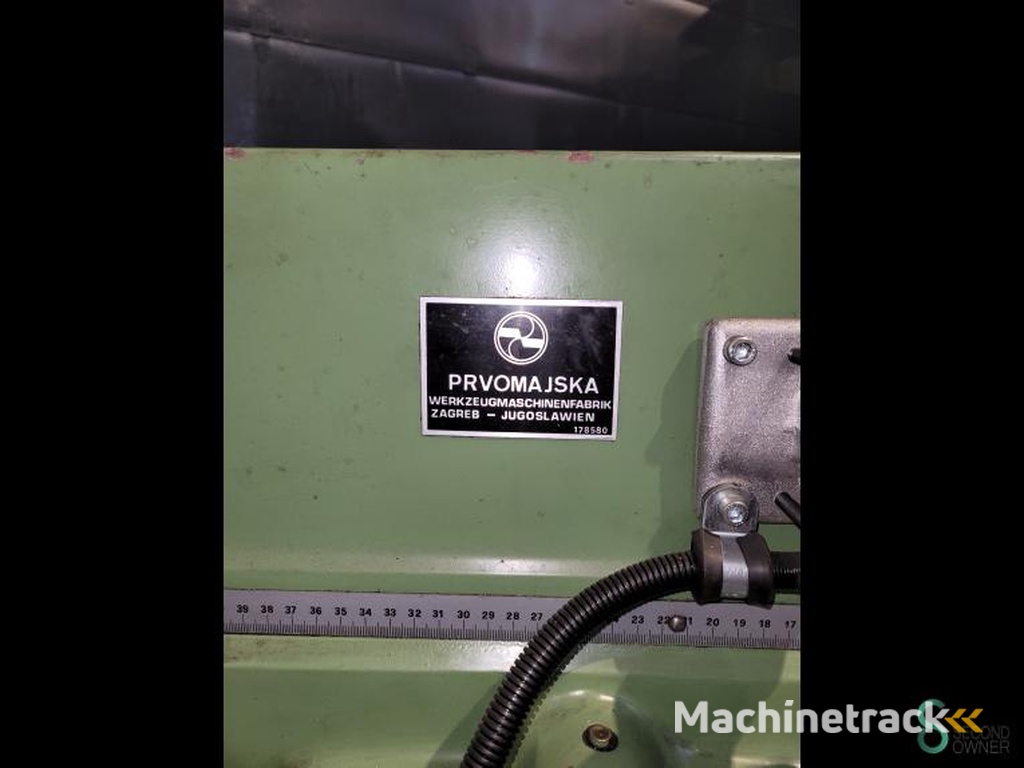 PRVOMAJSKA
WERKZEUGMASCHINENFABRIK
ZAGREB – JUGOSLAWIEN
178580
39 38 37 36 35 34 33 32 31 30 29 28 27 23 22 21 20 19 18 17
Machinetrack
SECOND
OWNER